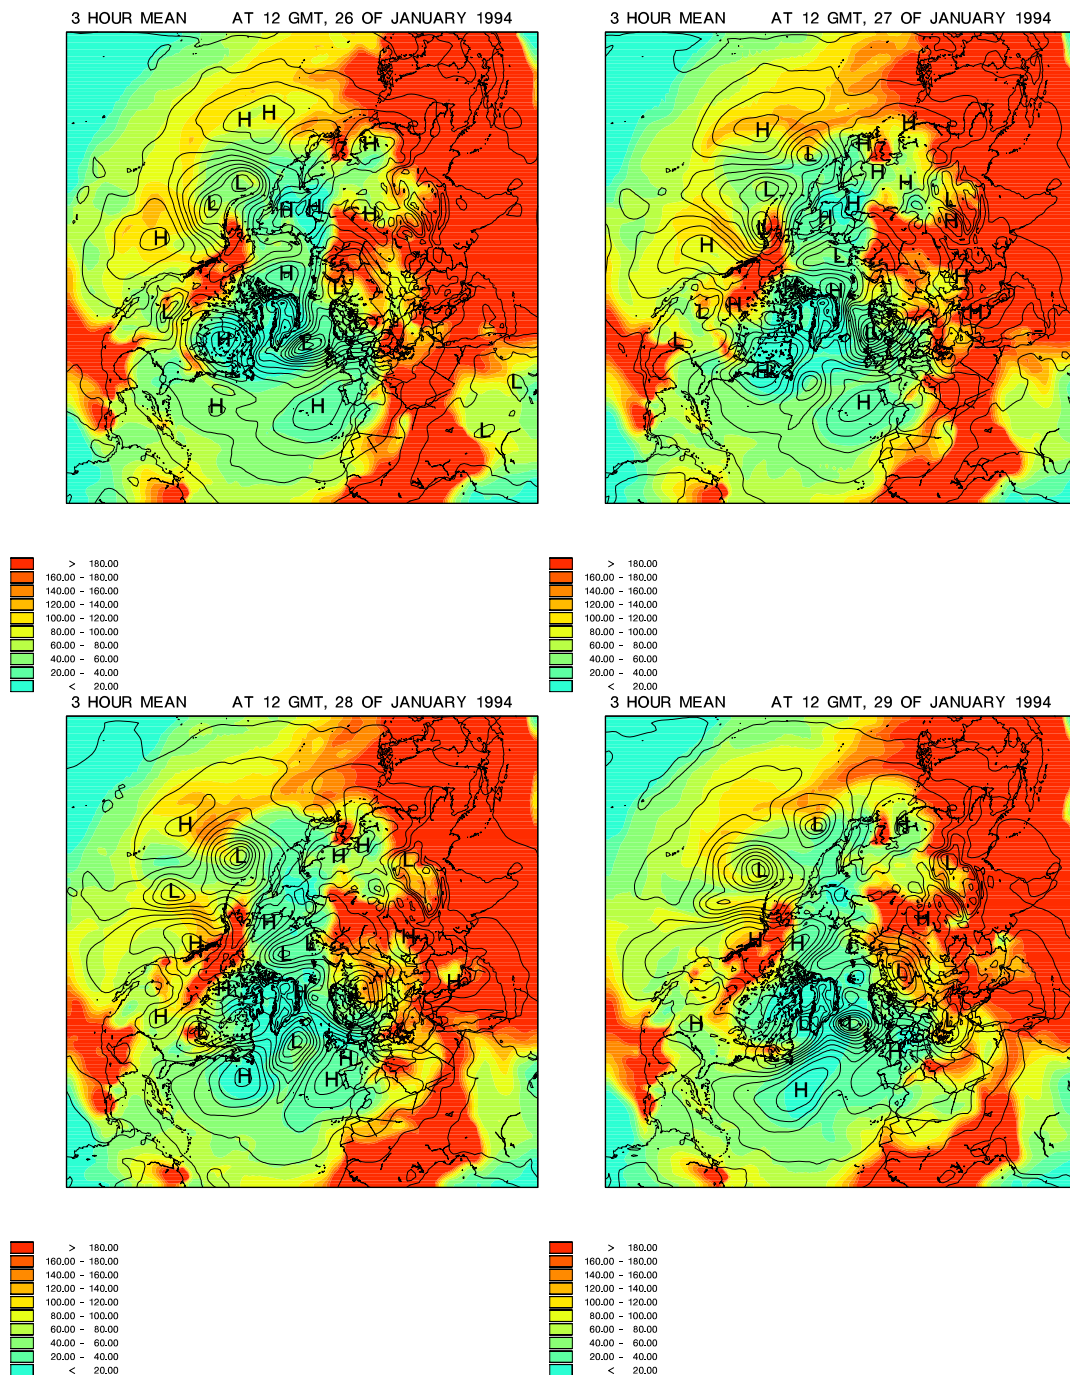 3 HOUR MEAN AT 12 GMT, 26 OF JANUARY 1994
H H
H
L
L
H H
H
H
H
L
L
H
L
H
H
L
L
> 180.00
160.00 - 180.00
140.00 - 160.00
120.00 - 140.00
100.00 - 120.00
80.00 - 100.00
60.00 - 80.00
40.00 - 60.00
20.00 - 40.00
< 20.00
3 HOUR MEAN AT 12 GMT, 27 OF JANUARY 1994
H
H
L
H
H
H
L
L
H
H
H
L
H
L
H
H
L
H
H
L
L
H
H
> 180.00
160.00 - 180.00
140.00 - 160.00
120.00 - 140.00
100.00 - 120.00
80.00 - 100.00
60.00 - 80.00
40.00 - 60.00
20.00 - 40.00
< 20.00
3 HOUR MEAN AT 12 GMT, 28 OF JANUARY 1994
H
L
H
H
L
L
H
H
L
H
L
H
H
L
L
L
H
H
H
> 180.00
160.00 - 180.00
140.00 - 160.00
120.00 - 140.00
100.00 - 120.00
80.00 - 100.00
60.00 - 80.00
40.00 - 60.00
20.00 - 40.00
< 20.00
3 HOUR MEAN AT 12 GMT, 29 OF JANUARY 1994
L
H
L
L
H
H
H
L
L
H
L
L
L
H
H
> 180.00
160.00 - 180.00
140.00 - 160.00
120.00 - 140.00
100.00 - 120.00
80.00 - 100.00
60.00 - 80.00
40.00 - 60.00
20.00 - 40.00
< 20.00